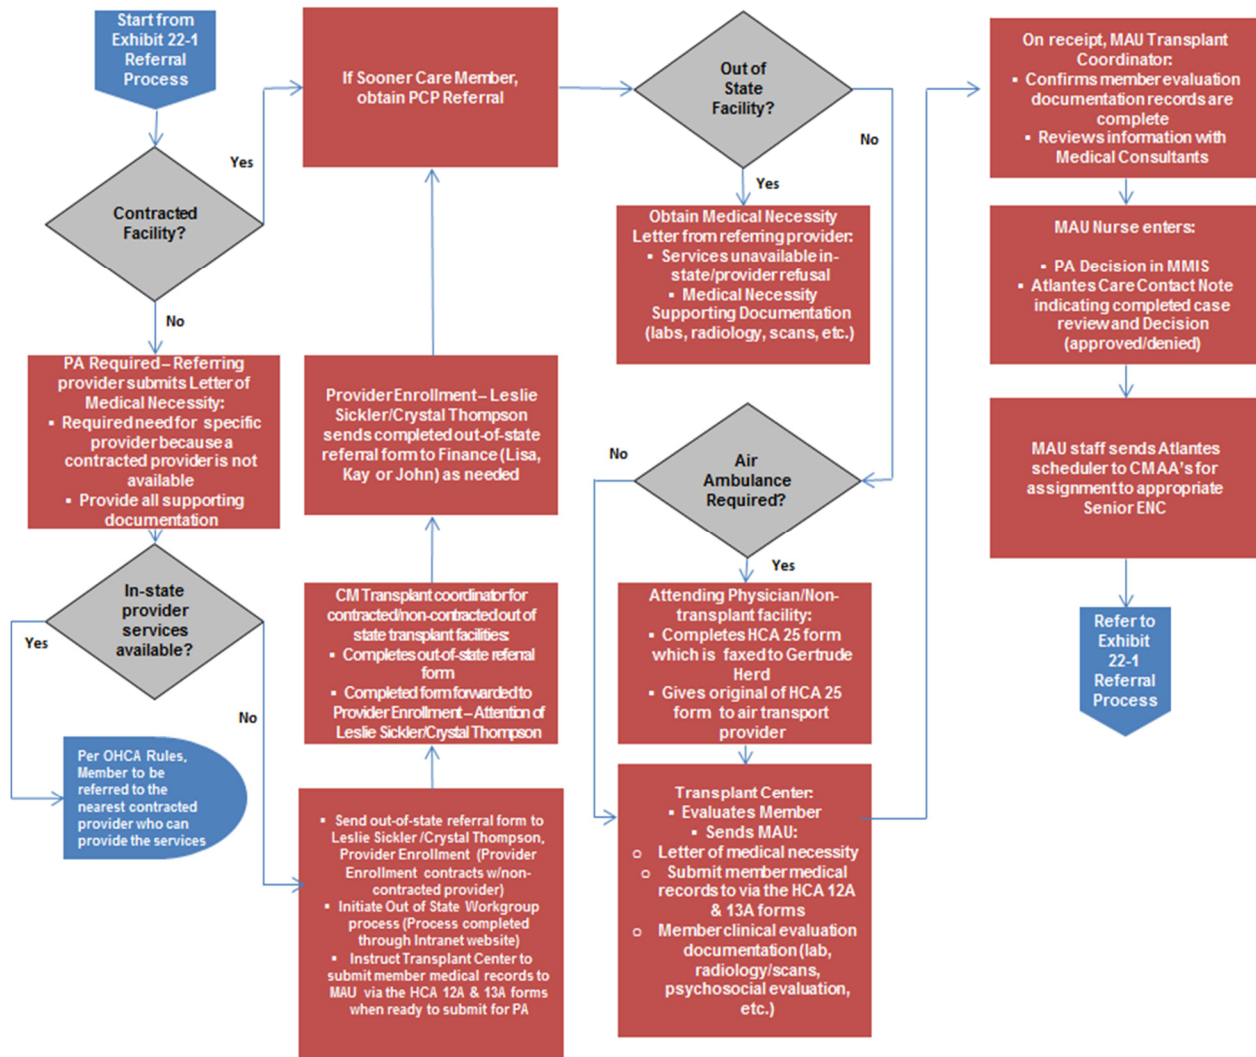 Start from
Exhibit 22-1
Referral
Process
Contracted
Facility?
Yes
No
PA Required – Referring
provider submits Letter of
Medical Necessity:
▪ Required need for specific
provider because a
contracted provider is not
available
▪ Provide all supporting
documentation
In-state
provider
services
available?
Yes
No
Per OHCA Rules,
Member to be
referred to the
nearest contracted
provider who can
provide the services
If Sooner Care Member,
obtain PCP Referral
Provider Enrollment – Leslie
Sickler/Crystal Thompson
sends completed out-of-state
referral form to Finance (Lisa,
Kay or John) as needed
CM Transplant coordinator for
contracted/non-contracted out
of state transplant facilities:
▪ Completes out-of-state referral
form
▪ Completed form forwarded to
Provider Enrollment – Attention of
Leslie Sickler/Crystal Thompson
▪ Send out-of-state referral form to
Leslie Sickler /Crystal Thompson,
Provider Enrollment (Provider
Enrollment contracts w/non-
contracted provider)
▪ Initiate Out of State Workgroup
process (Process completed
through Intranet website)
▪ Instruct Transplant Center to
submit member medical records to
MAU via the HCA 12A & 13A forms
when ready to submit for PA
Out of
State
Facility?
No
Yes
Obtain Medical Necessity
Letter from referring provider:
▪ Services unavailable in-
state/provider refusal
▪ Medical Necessity
Supporting Documentation
(labs, radiology, scans, etc.)
Air
Ambulance
Required?
No
Yes
Attending Physician/Non-
transplant facility:
▪ Completes HCA 25 form
which is faxed to Gertrude
Herd
▪ Gives original of HCA 25
form to air transport
provider
Transplant Center:
▪ Evaluates Member
▪ Sends MAU:
o Letter of medical necessity
o Submit member medical
records to via the HCA 12A
& 13A forms
o Member clinical evaluation
documentation (lab,
radiology/scans,
psychosocial evaluation,
etc.)
On receipt, MAU Transplant
Coordinator:
▪ Confirms member evaluation
documentation records are
complete
▪ Reviews information with
Medical Consultants
MAU Nurse enters:
▪ PA Decision in MMIS
▪ Atlantes Care Contact Note
indicating completed case
review and Decision
(approved/denied)
MAU staff sends Atlantes
scheduler to CMAA's for
assignment to appropriate
Senior ENC
Refer to
Exhibit
22-1
Referral
Process